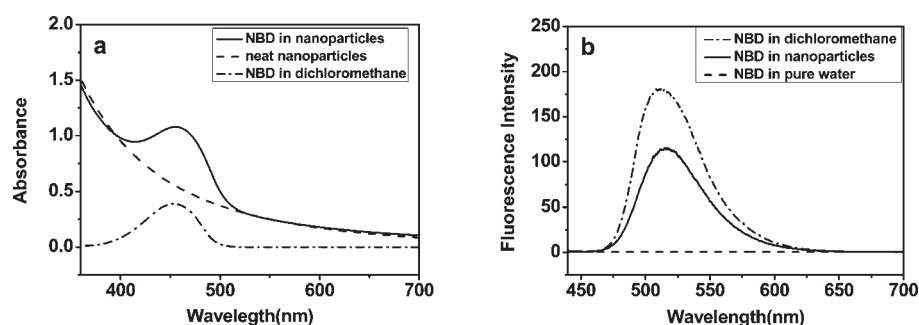 a
NBD in nanoparticles
neat nanoparticles
NBD in dichloromethane
2.0
1.5
1.0
0.5
0.0
Absorbance
400
500
600
700
Wavelegth(nm)
b
NBD in dichloromethane
NBD in nanoparticles
NBD in pure water
250
200
150
100
50
0
Fluorescence Intensity
450
500
550
600
650
700
Wavelength(nm)